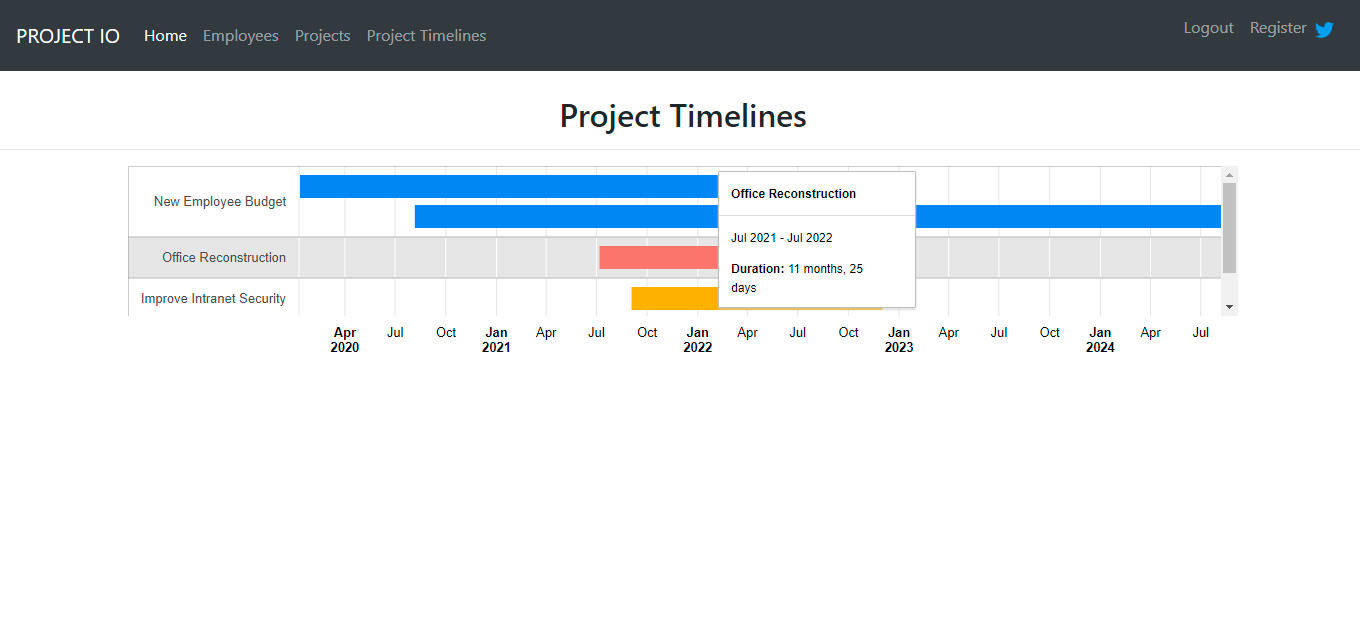 PROJECT IO Home Employees Projects Project Timelines Logout Register
Project Timelines
New Employee Budget
Office Reconstruction
Improve Intranet Security
Office Reconstruction
Jul 2021 - Jul 2022
Duration: 11 months, 25
days
Apr Jul Oct Jan Apr Jul Oct Jan Apr Jul Oct Jan Apr Jul Oct Jan Apr Jul
2020 2021 2022 2023 2024